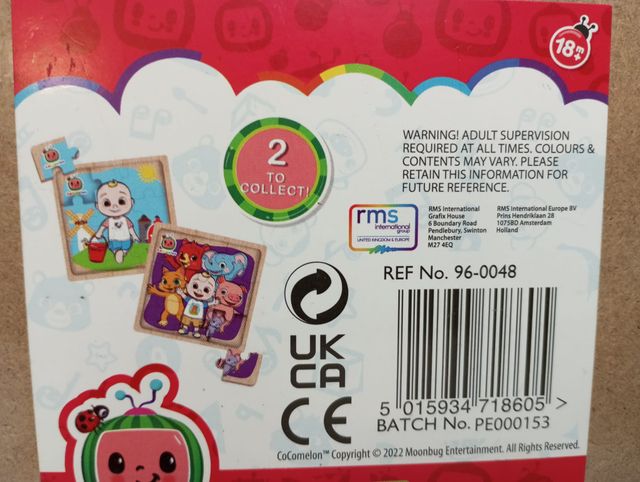 18m+
2
TO
COLLECT!
WARNING! ADULT SUPERVISION
REQUIRED AT ALL TIMES. COLOURS &
CONTENTS MAY VARY. PLEASE
RETAIN THIS INFORMATION FOR
FUTURE REFERENCE.
rms
international
group
UNITED KINGDOM & EUROPE
RMS International
Grafix House
6 Boundary Road
Pendlebury, Swinton
Manchester
M27 4EQ
RMS International Europe BV
Prins Hendriklaan 28
1075BD Amsterdam
Holland
REF No. 96-0048
UK
CA
CE
5 015934 718605 >
BATCH No. PE000153
CoComelon™ Copyright © 2022 Moonbug Entertainment. All Rights Reserved.